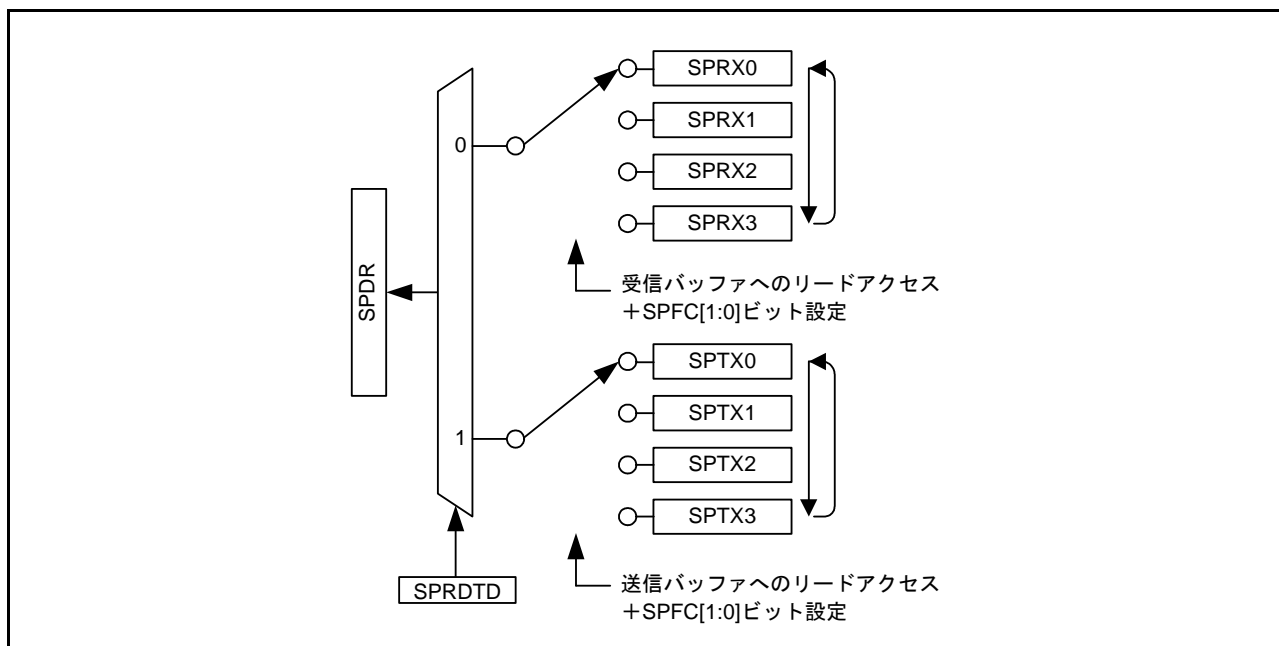 SPRX0
SPRX1
SPRX2
SPRX3
0
SPDR
受信バッファへのリードアクセス
＋SPFC[1:0]ビット設定
SPTX0
SPTX1
SPTX2
SPTX3
1
SPRDTD
送信バッファへのリードアクセス
＋SPFC[1:0]ビット設定